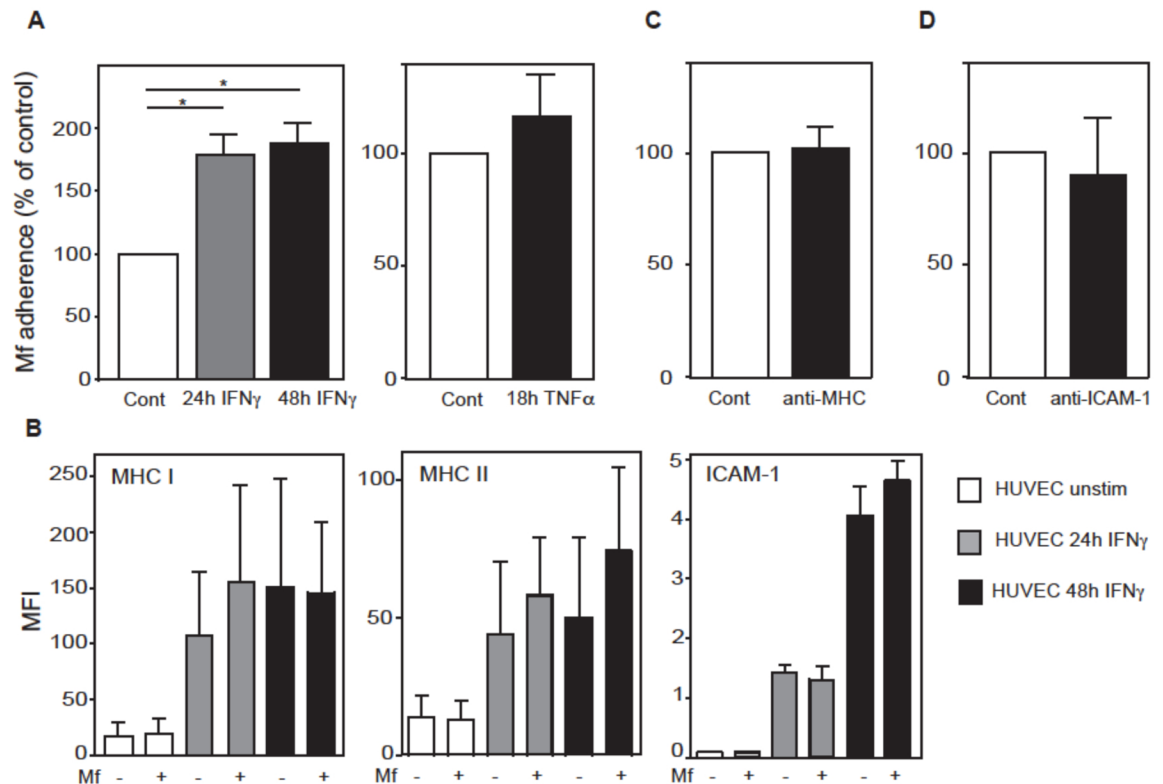 A
C
D
Mf adherence (% of control)
200
150
100
50
0
*
*
Cont 24h IFNγ 48h IFNγ
100
50
0
Cont 18h TNFα
100
50
0
Cont anti-MHC
100
50
0
Cont anti-ICAM-1
B
MFI
250
200
150
100
50
0
MHC I
Mf - + - + - +
100
50
0
MHC II
Mf - + - + - +
5
4
3
2
1
0
ICAM-1
Mf - + - + - +
HUVEC unstim
HUVEC 24h IFNγ
HUVEC 48h IFNγ